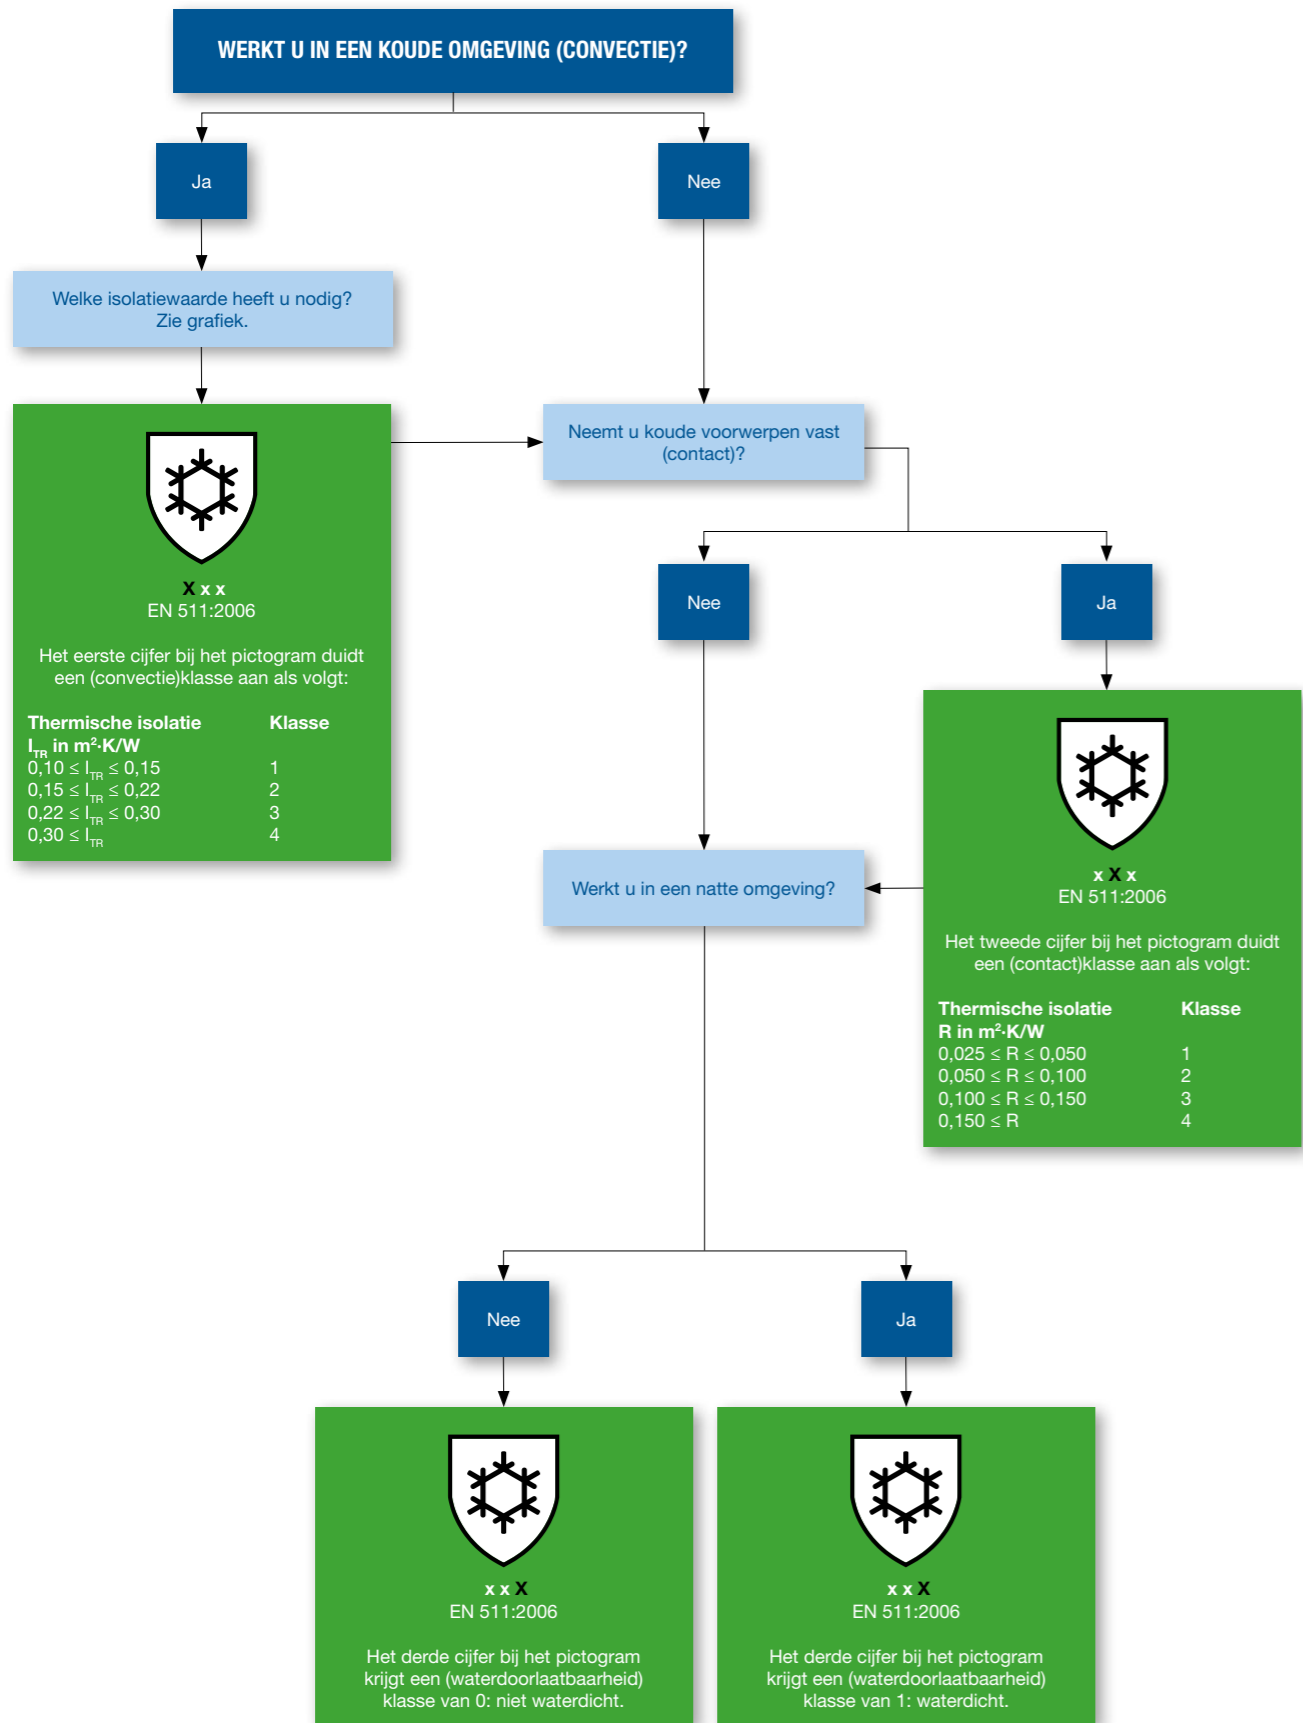 WERKT U IN EEN KOUDE OMGEVING (CONVECTIE)?
Ja
Nee
Welke isolatiewaarde heeft u nodig?
Zie grafiek.
X x x
EN 511:2006
Het eerste cijfer bij het pictogram duidt
een (convectie)klasse aan als volgt:
Thermische isolatie Klasse
I_TR in m²·K/W
0,10 ≤ I_TR ≤ 0,15 1
0,15 ≤ I_TR ≤ 0,22 2
0,22 ≤ I_TR ≤ 0,30 3
0,30 ≤ I_TR 4
Neemt u koude voorwerpen vast
(contact)?
Nee
Ja
x X x
EN 511:2006
Het tweede cijfer bij het pictogram duidt
een (contact)klasse aan als volgt:
Thermische isolatie Klasse
R in m²·K/W
0,025 ≤ R ≤ 0,050 1
0,050 ≤ R ≤ 0,100 2
0,100 ≤ R ≤ 0,150 3
0,150 ≤ R 4
Werkt u in een natte omgeving?
Nee
Ja
x x X
EN 511:2006
Het derde cijfer bij het pictogram
krijgt een (waterdoorlaatbaarheid)
klasse van 0: niet waterdicht.
x x X
EN 511:2006
Het derde cijfer bij het pictogram
krijgt een (waterdoorlaatbaarheid)
klasse van 1: waterdicht.